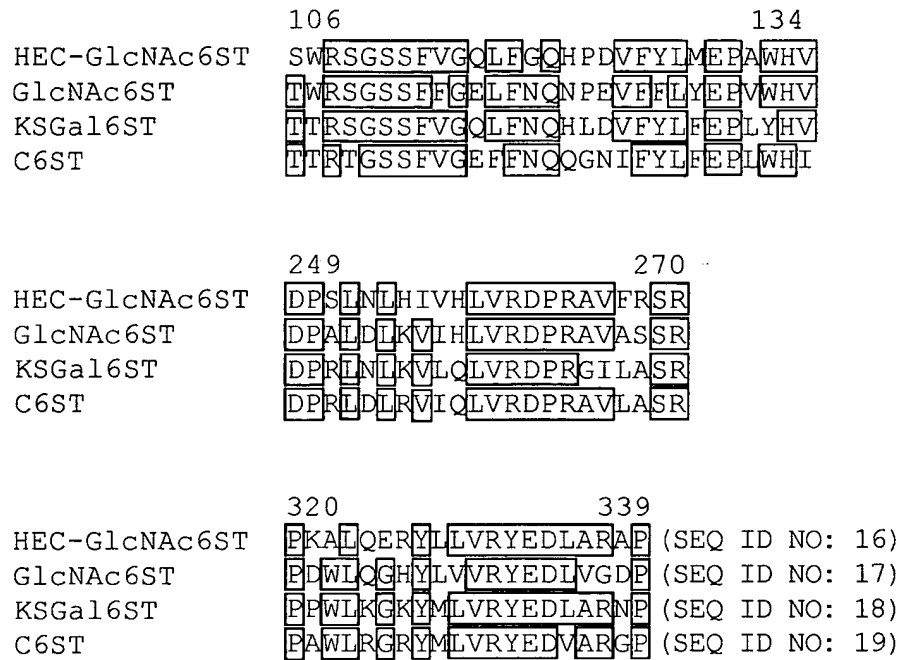 106 134
HEC-GlcNAc6ST SWRSGSSFVGQLFGQHPDVFYLMEPAWHV
GlcNAc6ST TWRSGSSFFGELFNQNPEVFFLYEPVWHV
KSGal6ST TTRSGSSFVGQLFNQHLDVFYLFEPLYHV
C6ST TTRTGSSFVGEFFNQQGNIFYLFEPLWHI
249 270
HEC-GlcNAc6ST DPSLNLHIVHLVRDPRAVFRSR
GlcNAc6ST DPALDLKVIHLVRDPRAVASSR
KSGal6ST DPRLNLKVLQLVRDPRGILASR
C6ST DPRLDLRVIQLVRDPRAVLASR
320 339
HEC-GlcNAc6ST PKALQERYLLVRYEDLARAP (SEQ ID NO: 16)
GlcNAc6ST PDWLQGHYLVVRYEDLVGDP (SEQ ID NO: 17)
KSGal6ST PPWLKGKYMLVRYEDLARNP (SEQ ID NO: 18)
C6ST PAWLRGRYMLVRYEDVARGP (SEQ ID NO: 19)